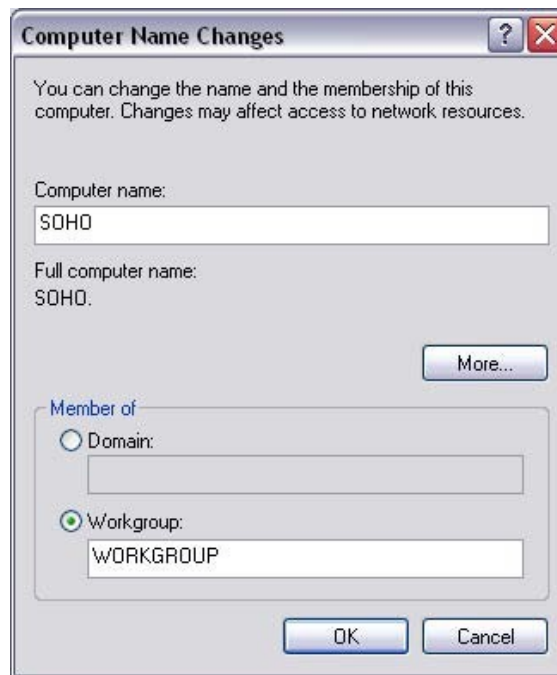 Computer Name Changes
?
You can change the name and the membership of this
computer. Changes may affect access to network resources.
Computer name:
SOHO
Full computer name:
SOHO.
More...
Member of
Domain:
Workgroup:
WORKGROUP
OK Cancel